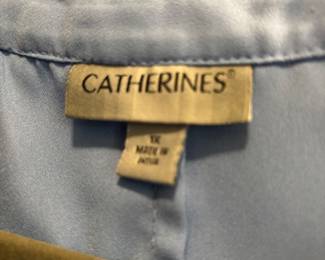 CATHERINES®
1X
MADE IN
INDIA